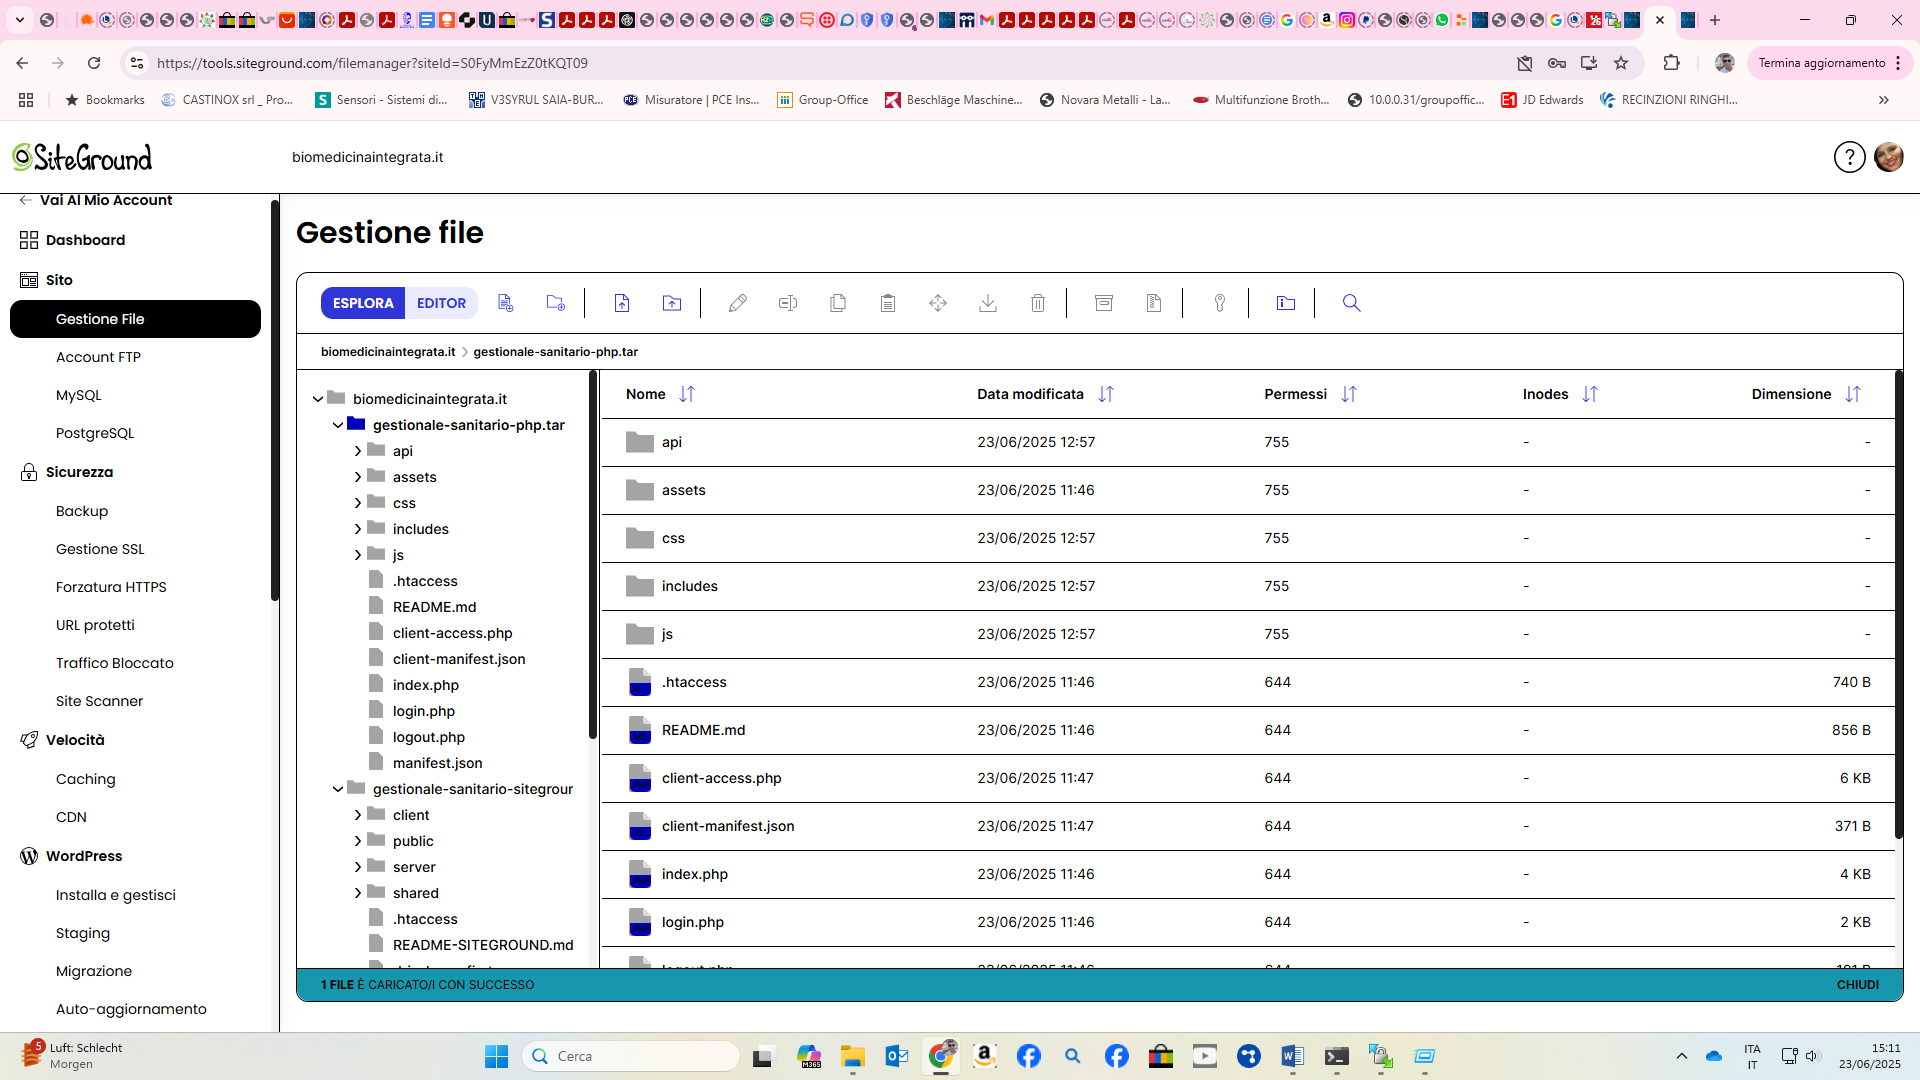 https://tools.siteground.com/filemanager?siteId=S0FyMmEzZ0tKQT09
Termina aggiornamento
Bookmarks
CASTINOX srl _ Pro...
Sensori - Sistemi di...
V3SYRUL SAIA-BUR...
Misuratore | PCE Ins...
Group-Office
Beschläge Maschine...
Novara Metalli - La...
Multifunzione Broth...
10.0.0.31/groupoffic...
JD Edwards
RECINZIONI RINGHI...
SiteGround
biomedicinaintegrata.it
Vai Al Mio Account
Dashboard
Sito
Gestione File
Account FTP
MySQL
PostgreSQL
Sicurezza
Backup
Gestione SSL
Forzatura HTTPS
URL protetti
Traffico Bloccato
Site Scanner
Velocità
Caching
CDN
WordPress
Installa e gestisci
Staging
Migrazione
Auto-aggiornamento
Gestione file
ESPLORA EDITOR
biomedicinaintegrata.it > gestionale-sanitario-php.tar
biomedicinaintegrata.it
gestionale-sanitario-php.tar
api
assets
css
includes
js
.htaccess
README.md
client-access.php
client-manifest.json
index.php
login.php
logout.php
manifest.json
gestionale-sanitario-sitegrour
client
public
server
shared
.htaccess
README-SITEGROUND.md
Nome Data modificata Permessi Inodes Dimensione
api 23/06/2025 12:57 755 - -
assets 23/06/2025 11:46 755 - -
css 23/06/2025 12:57 755 - -
includes 23/06/2025 12:57 755 - -
js 23/06/2025 12:57 755 - -
.htaccess 23/06/2025 11:46 644 - 740 B
README.md 23/06/2025 11:46 644 - 856 B
client-access.php 23/06/2025 11:47 644 - 6 KB
client-manifest.json 23/06/2025 11:47 644 - 371 B
index.php 23/06/2025 11:46 644 - 4 KB
login.php 23/06/2025 11:46 644 - 2 KB
1 FILE È CARICATO/I CON SUCCESSO
CHIUDI
5
Luft: Schlecht
Morgen
Cerca
ITA
IT
15:11
23/06/2025